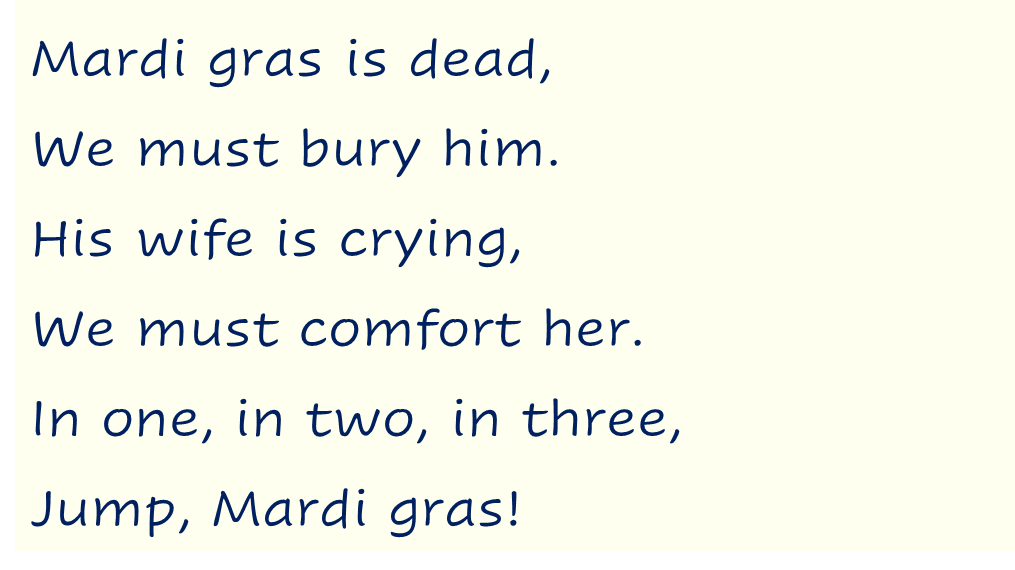 Mardi gras is dead,
We must bury him.
His wife is crying,
We must comfort her.
In one, in two, in three,
Jump, Mardi gras!